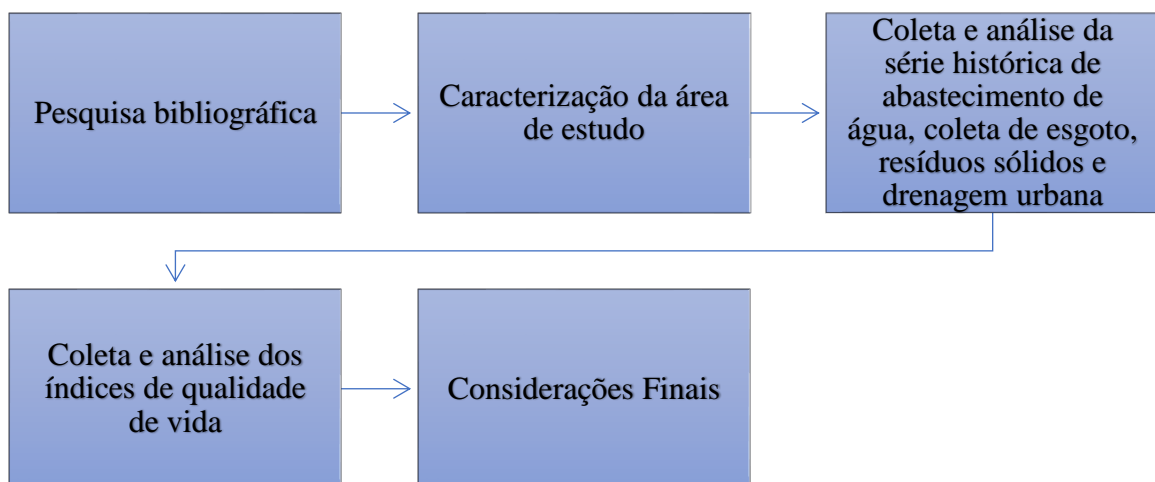 Pesquisa bibliográfica
Caracterização da área
de estudo
Coleta e análise da
série histórica de
abastecimento de
água, coleta de esgoto,
resíduos sólidos e
drenagem urbana
Coleta e análise dos
índices de qualidade
de vida
Considerações Finais